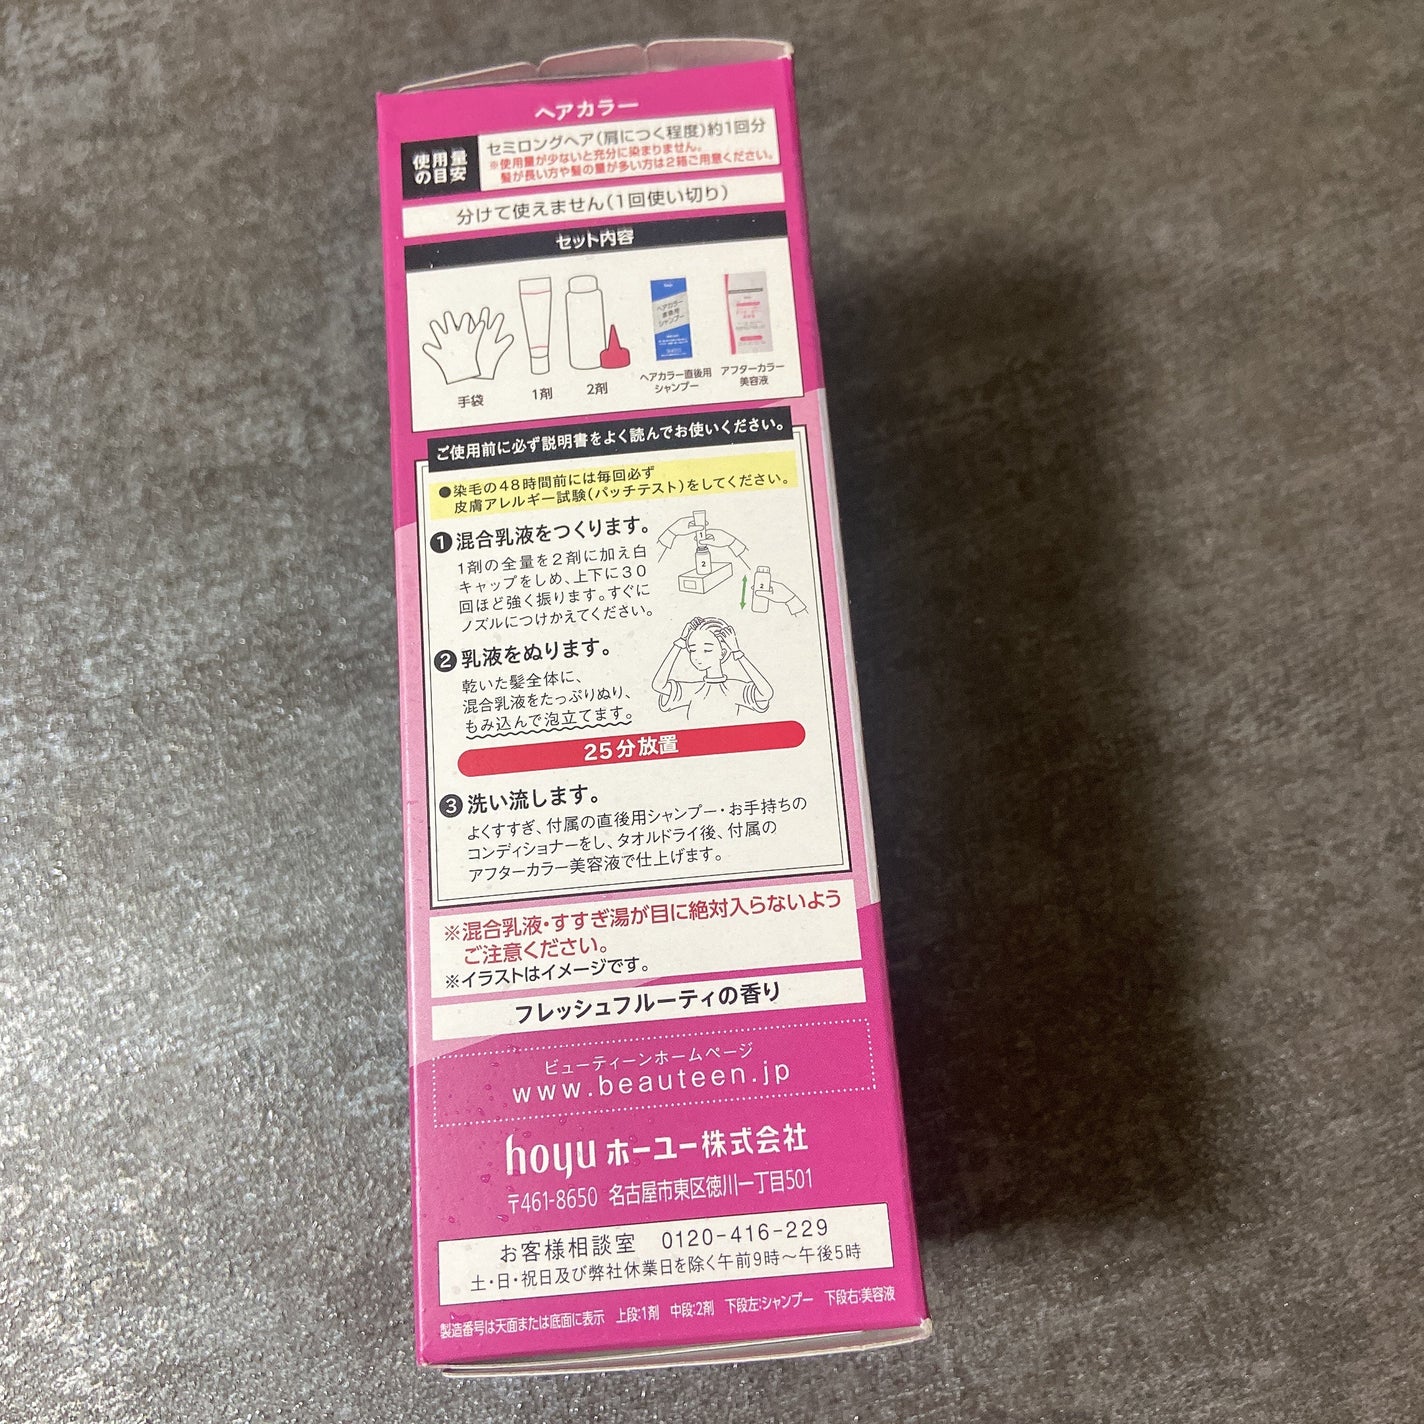 ヘアカラー
使用量
の目安
セミロングヘア(肩につく程度)約1回分
※使用量が少ないと充分に染まりません。
髪が長い方や髪の量が多い方は2箱ご用意ください。
分けて使えません(1回使い切り)
セット内容
ヘアカラー
直後用
シャンプー
手袋
1剤
2剤
ヘアカラー直後用
シャンプー
アフターカラー
美容液
ご使用前に必ず説明書をよく読んでお使いください。
●染毛の48時間前には毎回必ず
皮膚アレルギー試験(パッチテスト)をしてください。
❶混合乳液をつくります。
1剤の全量を2剤に加え白
キャップをしめ、上下に30
回ほど強く振ります。すぐに
ノズルにつけかえてください。
1
2
2
❷乳液をぬります。
乾いた髪全体に、
混合乳液をたっぷりぬり、
もみ込んで泡立てます。
25分放置
❸洗い流します。
よくすすぎ、付属の直後用シャンプー・お手持ちの
コンディショナーをし、タオルドライ後、付属の
アフターカラー美容液で仕上げます。
※混合乳液・すすぎ湯が目に絶対入らないよう
ご注意ください。
※イラストはイメージです。
フレッシュフルーティの香り
ビューティーンホームページ
www.beauteen.jp
hoyu ホーユー株式会社
〒461-8650 名古屋市東区徳川一丁目501
お客様相談室 0120-416-229
土・日・祝日及び弊社休業日を除く午前9時〜午後5時
製造番号は天面または底面に表示 上段:1剤 中段:2剤 下段左:シャンプー 下段右:美容液